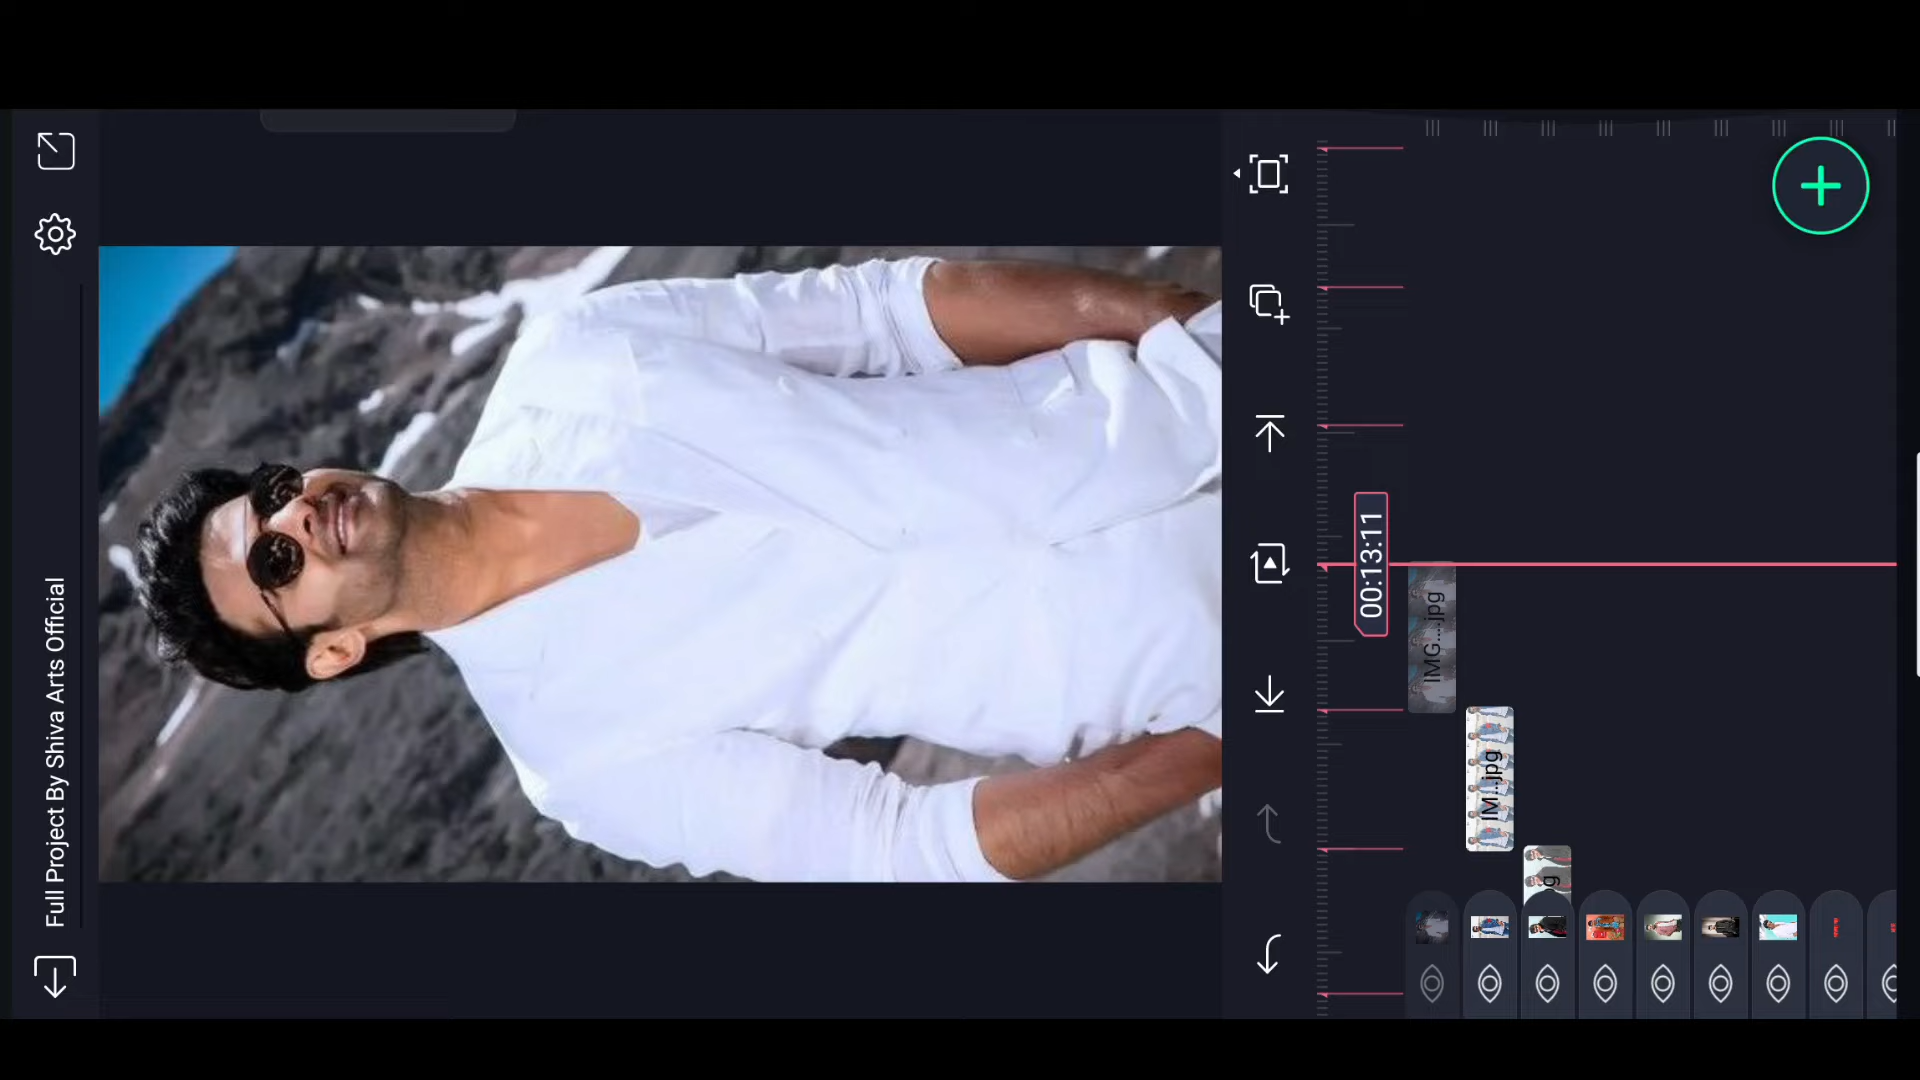 Full Project By Shiva Arts Official
00:13:11
IMG...jpg
IM...jpg
g